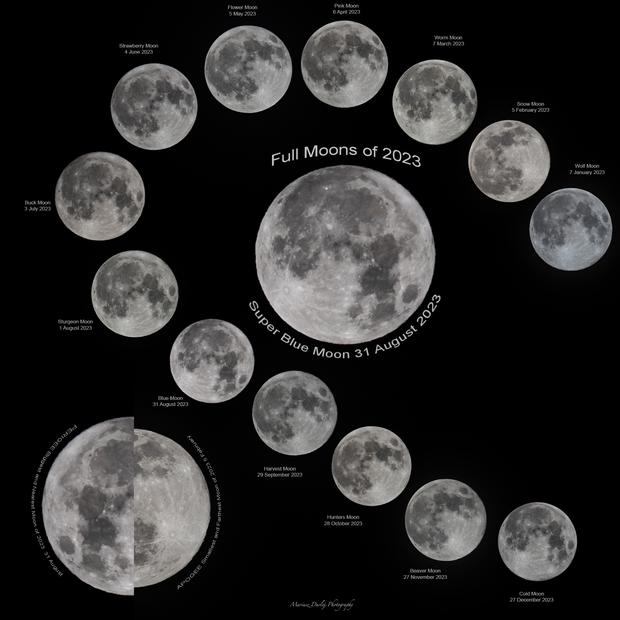 Full Moons of 2023
Super Blue Moon 31 August 2023
Wolf Moon
7 January 2023
Snow Moon
5 February 2023
Worm Moon
7 March 2023
Pink Moon
6 April 2023
Flower Moon
5 May 2023
Strawberry Moon
4 June 2023
Buck Moon
3 July 2023
Sturgeon Moon
1 August 2023
Blue Moon
31 August 2023
Harvest Moon
29 September 2023
Hunters Moon
28 October 2023
Beaver Moon
27 November 2023
Cold Moon
27 December 2023
PERIGEE Biggest and Nearest Moon of 2023 31 August
APOGEE Smallest and Farthest Moon of 2023 5 February
Photography